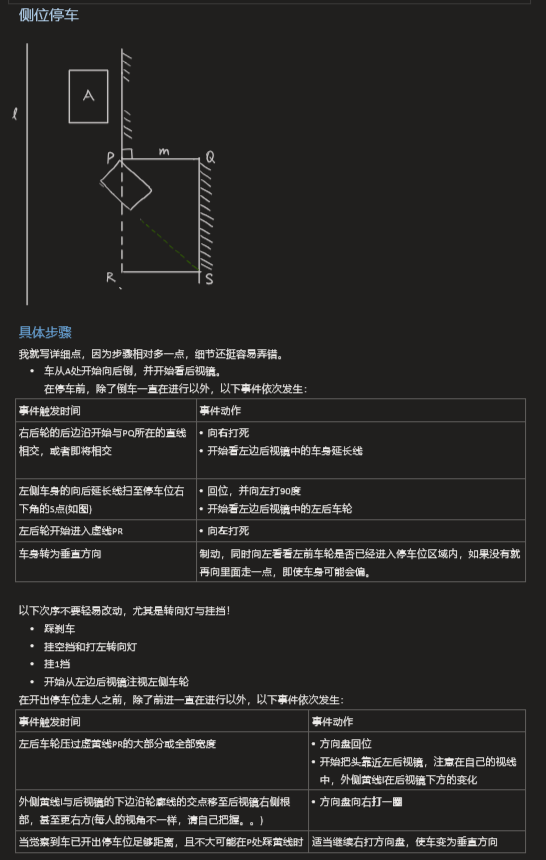 侧位停车
l
A
P
m
Q
R
S
具体步骤
我就写详细点，因为步骤相对多一点，细节还挺容易弄错。
• 车从A处开始向后倒，并开始看后视镜。
在停车前，除了倒车一直在进行以外，以下事件依次发生：
事件触发时间
事件动作
右后轮的后边沿开始与PQ所在的直线
相交，或者即将相交
• 向右打死
• 开始看左边后视镜中的车身延长线
左侧车身的向后延长线扫至停车位右
下角的S点(如图)
• 回位，并向左打90度
• 开始看左边后视镜中的左后车轮
左后轮开始进入虚线PR
• 向左打死
车身转为垂直方向
制动，同时向左看看左前车轮是否已经进入停车位区域内，如果没有就
再向里面走一点，即使车身可能会偏。
以下次序不要轻易改动，尤其是转向灯与挂挡！
• 踩刹车
• 挂空挡和打左转向灯
• 挂1挡
• 开始从左边后视镜注视左侧车轮
在开出停车位走人之前，除了前进一直在进行以外，以下事件依次发生：
事件触发时间
事件动作
左后车轮压过虚黄线PR的大部分或全部宽度
• 方向盘回位
• 开始把头靠近左后视镜，注意在自己的视线
中，外侧黄线l在后视镜下方的变化
外侧黄线l与后视镜的下边沿轮廓线的交点移至后视镜右侧根
部，甚至更右方(每人的视角不一样，请自己把握。。)
• 方向盘向右打一圈
当觉察到车已开出停车位足够距离，且不大可能在P处踩黄线时
适当继续右打方向盘，使车变为垂直方向